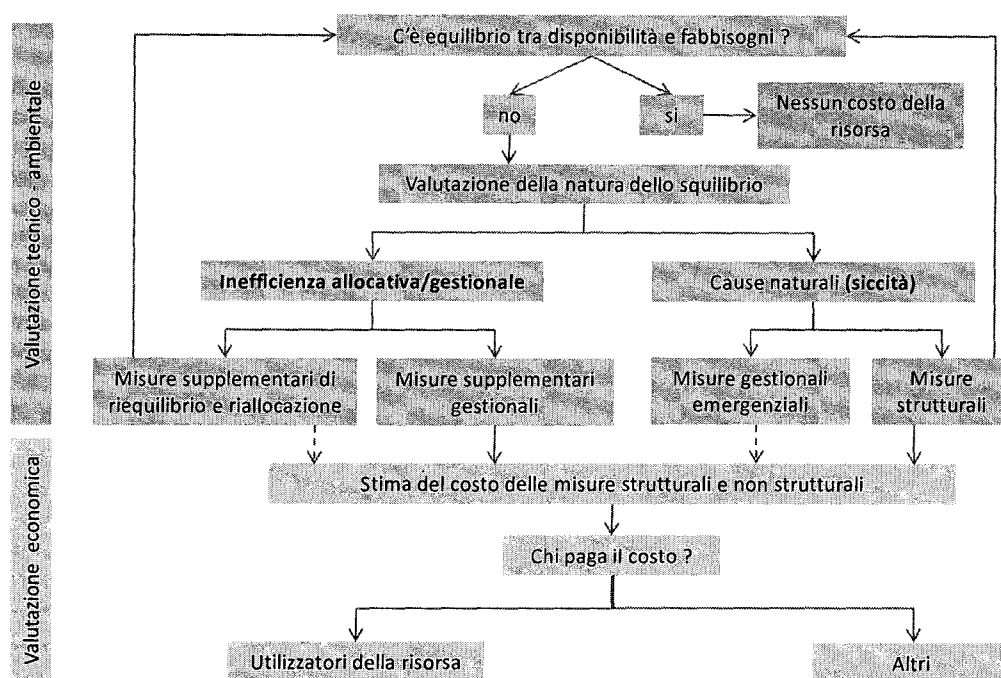 C'è equilibrio tra disponibilità e fabbisogni ?
no
si
Nessun costo della
risorsa
Valutazione della natura dello squilibrio
Inefficienza allocativa/gestionale
Cause naturali (siccità)
Misure supplementari di
riequilibrio e riallocazione
Misure supplementari
gestionali
Misure gestionali
emergenziali
Misure
strutturali
Valutazione tecnico - ambientale
Stima del costo delle misure strutturali e non strutturali
Chi paga il costo ?
Utilizzatori della risorsa
Altri
Valutazione economica